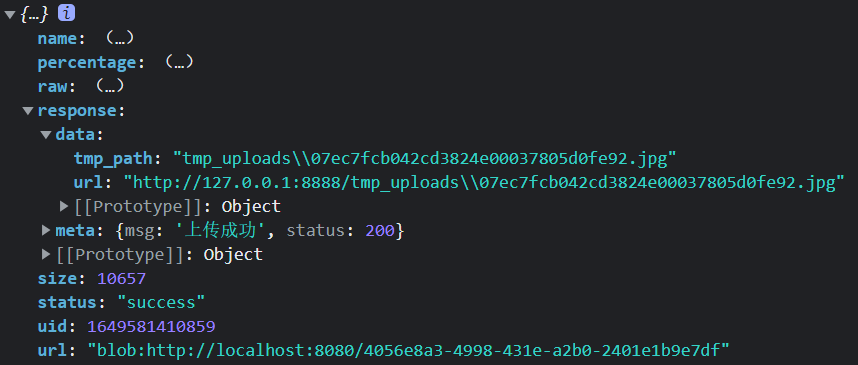 {…} i
name: (…)
percentage: (…)
raw: (…)
response:
data:
tmp_path: "tmp_uploads\\07ec7fcb042cd3824e00037805d0fe92.jpg"
url: "http://127.0.0.1:8888/tmp_uploads\\07ec7fcb042cd3824e00037805d0fe92.jpg"
[[Prototype]]: Object
meta: {msg: '上传成功', status: 200}
[[Prototype]]: Object
size: 10657
status: "success"
uid: 1649581410859
url: "blob:http://localhost:8080/4056e8a3-4998-431e-a2b0-2401e1b9e7df"